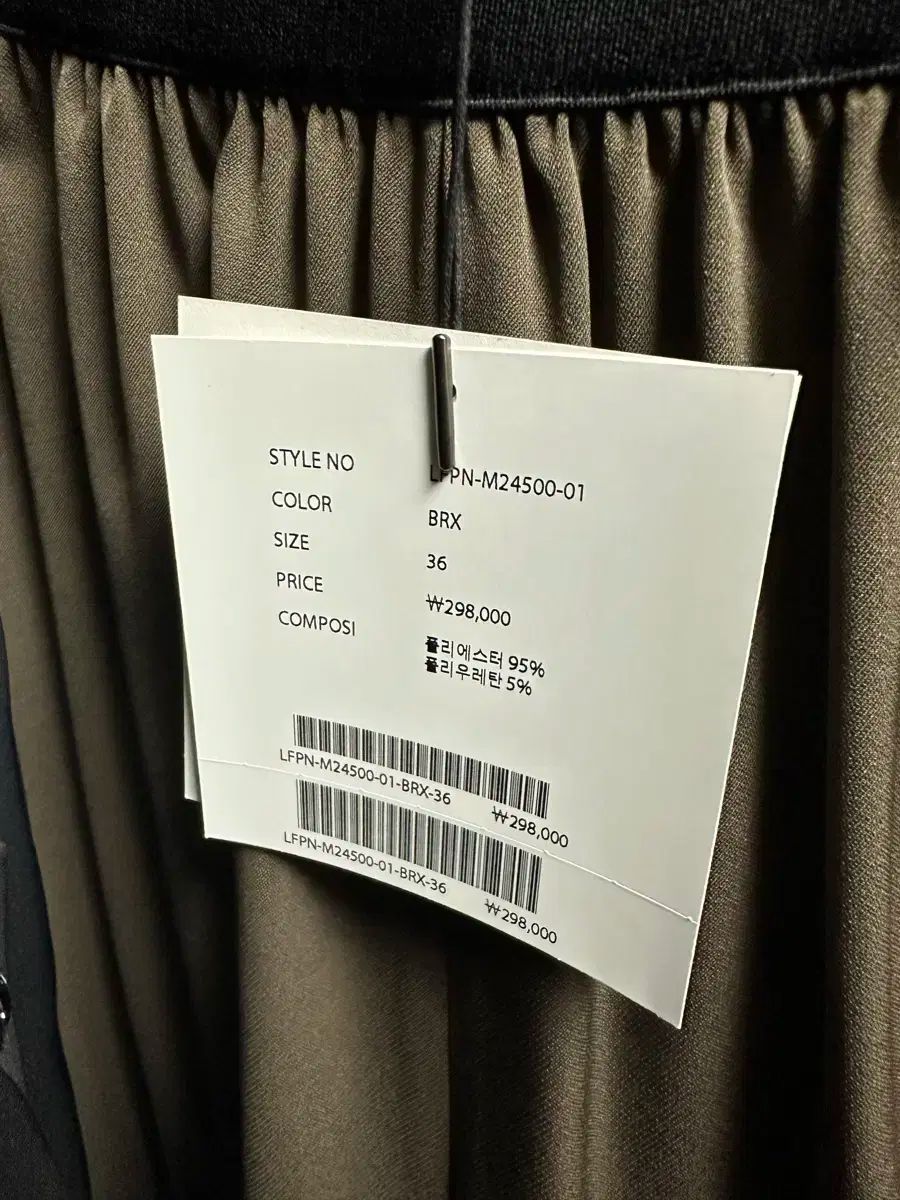 STYLE NO LFPN-M24500-01
COLOR BRX
SIZE 36
PRICE ₩298,000
COMPOSI 폴리에스터 95%
폴리우레탄 5%
LFPN-M24500-01-BRX-36
₩298,000
LFPN-M24500-01-BRX-36
₩298,000